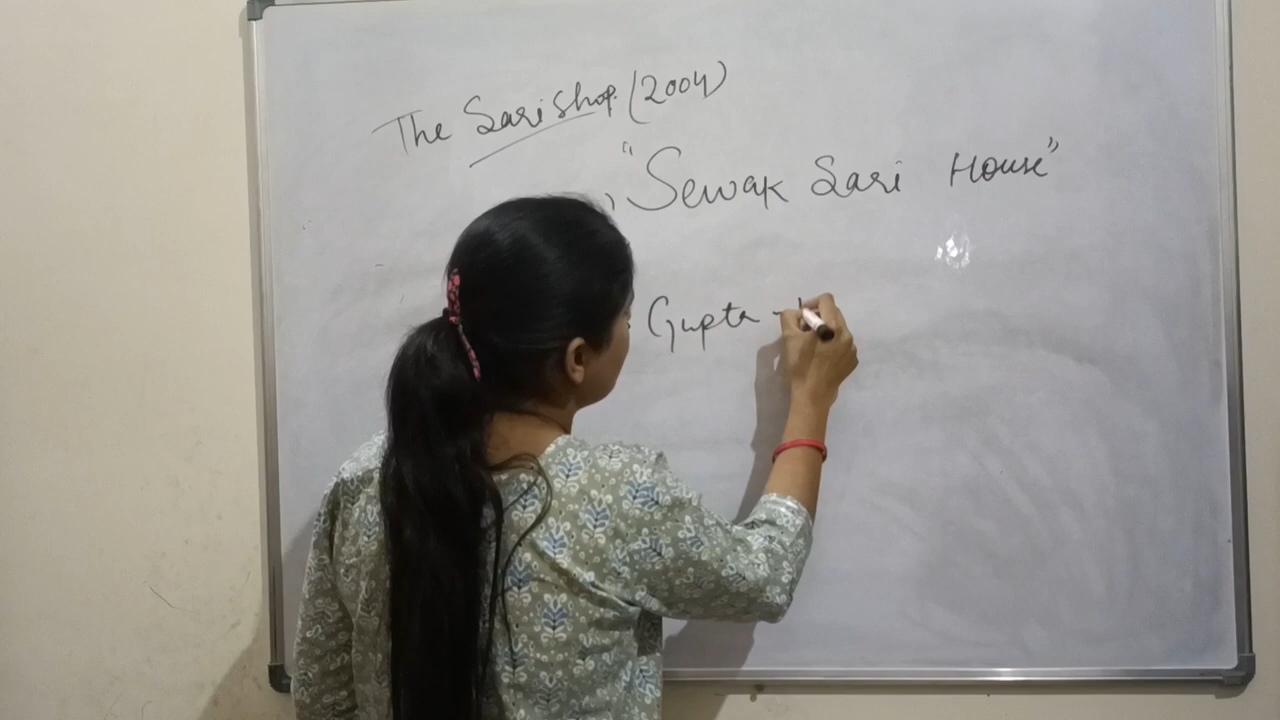 The Sari Shop. (2004)
"Sewak Sari House"
Gupta -